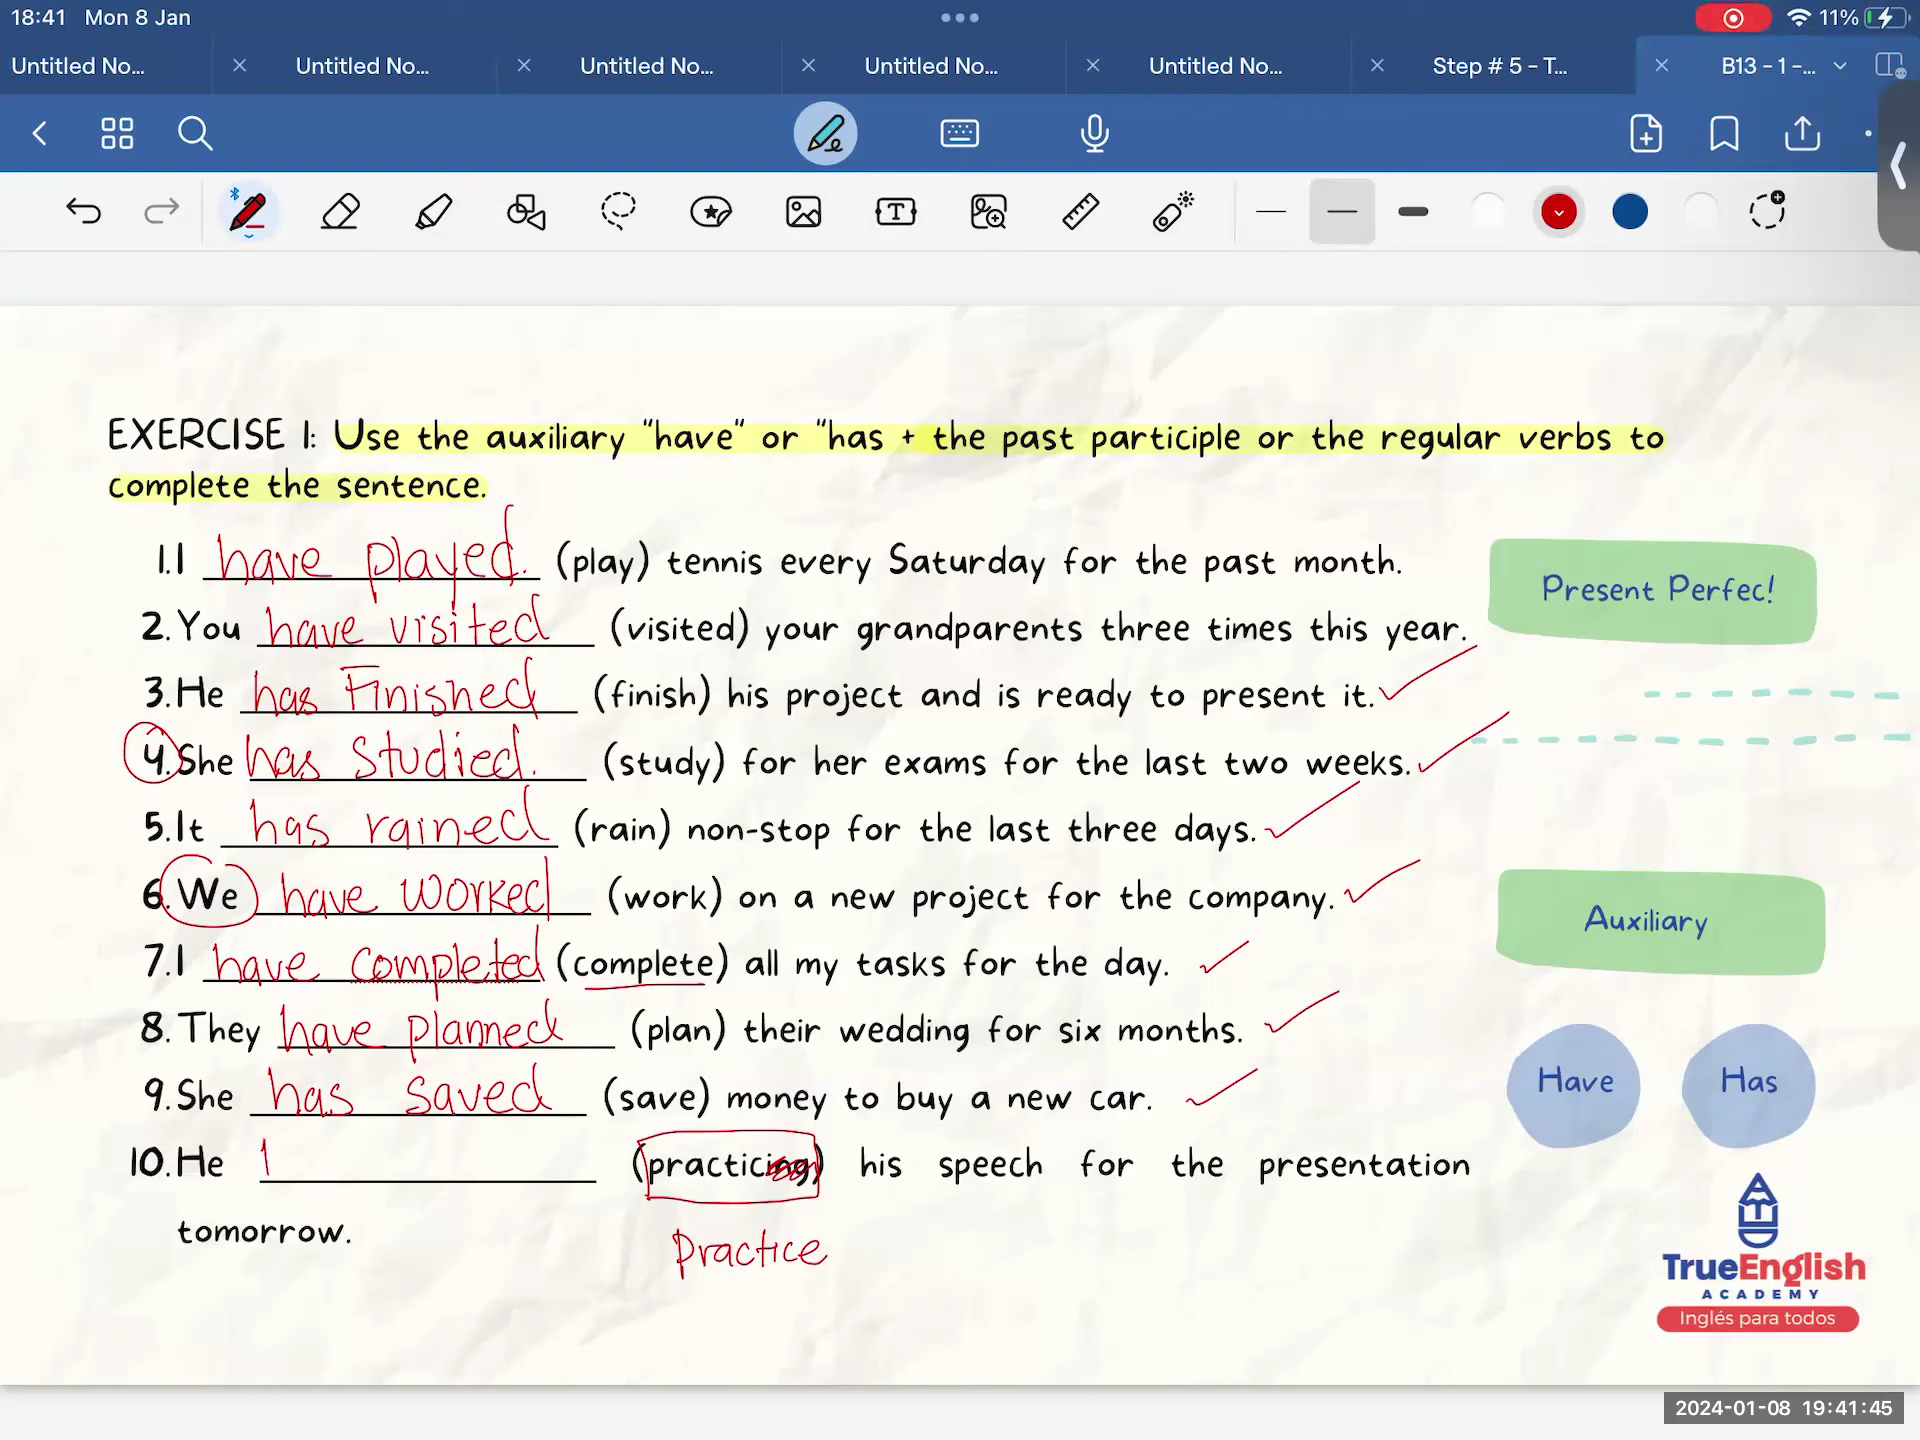 18:41 Mon 8 Jan
11%
Untitled No... Untitled No... Untitled No... Untitled No... Untitled No... Step # 5 - T... B13 - 1 -...
EXERCISE 1: Use the auxiliary "have" or "has + the past participle or the regular verbs to
complete the sentence.
1.I have played. (play) tennis every Saturday for the past month.
2.You have visited (visited) your grandparents three times this year.
3.He has Finished (finish) his project and is ready to present it.
4.She has studied. (study) for her exams for the last two weeks.
5.It has rained (rain) non-stop for the last three days.
6.We have worked (work) on a new project for the company.
7.I have completed (complete) all my tasks for the day.
8.They have planned (plan) their wedding for six months.
9.She has saved (save) money to buy a new car.
10.He (practicing) his speech for the presentation
tomorrow.
Practice
Present Perfec!
Auxiliary
Have Has
TrueEnglish
ACADEMY
Inglés para todos
2024-01-08 19:41:45